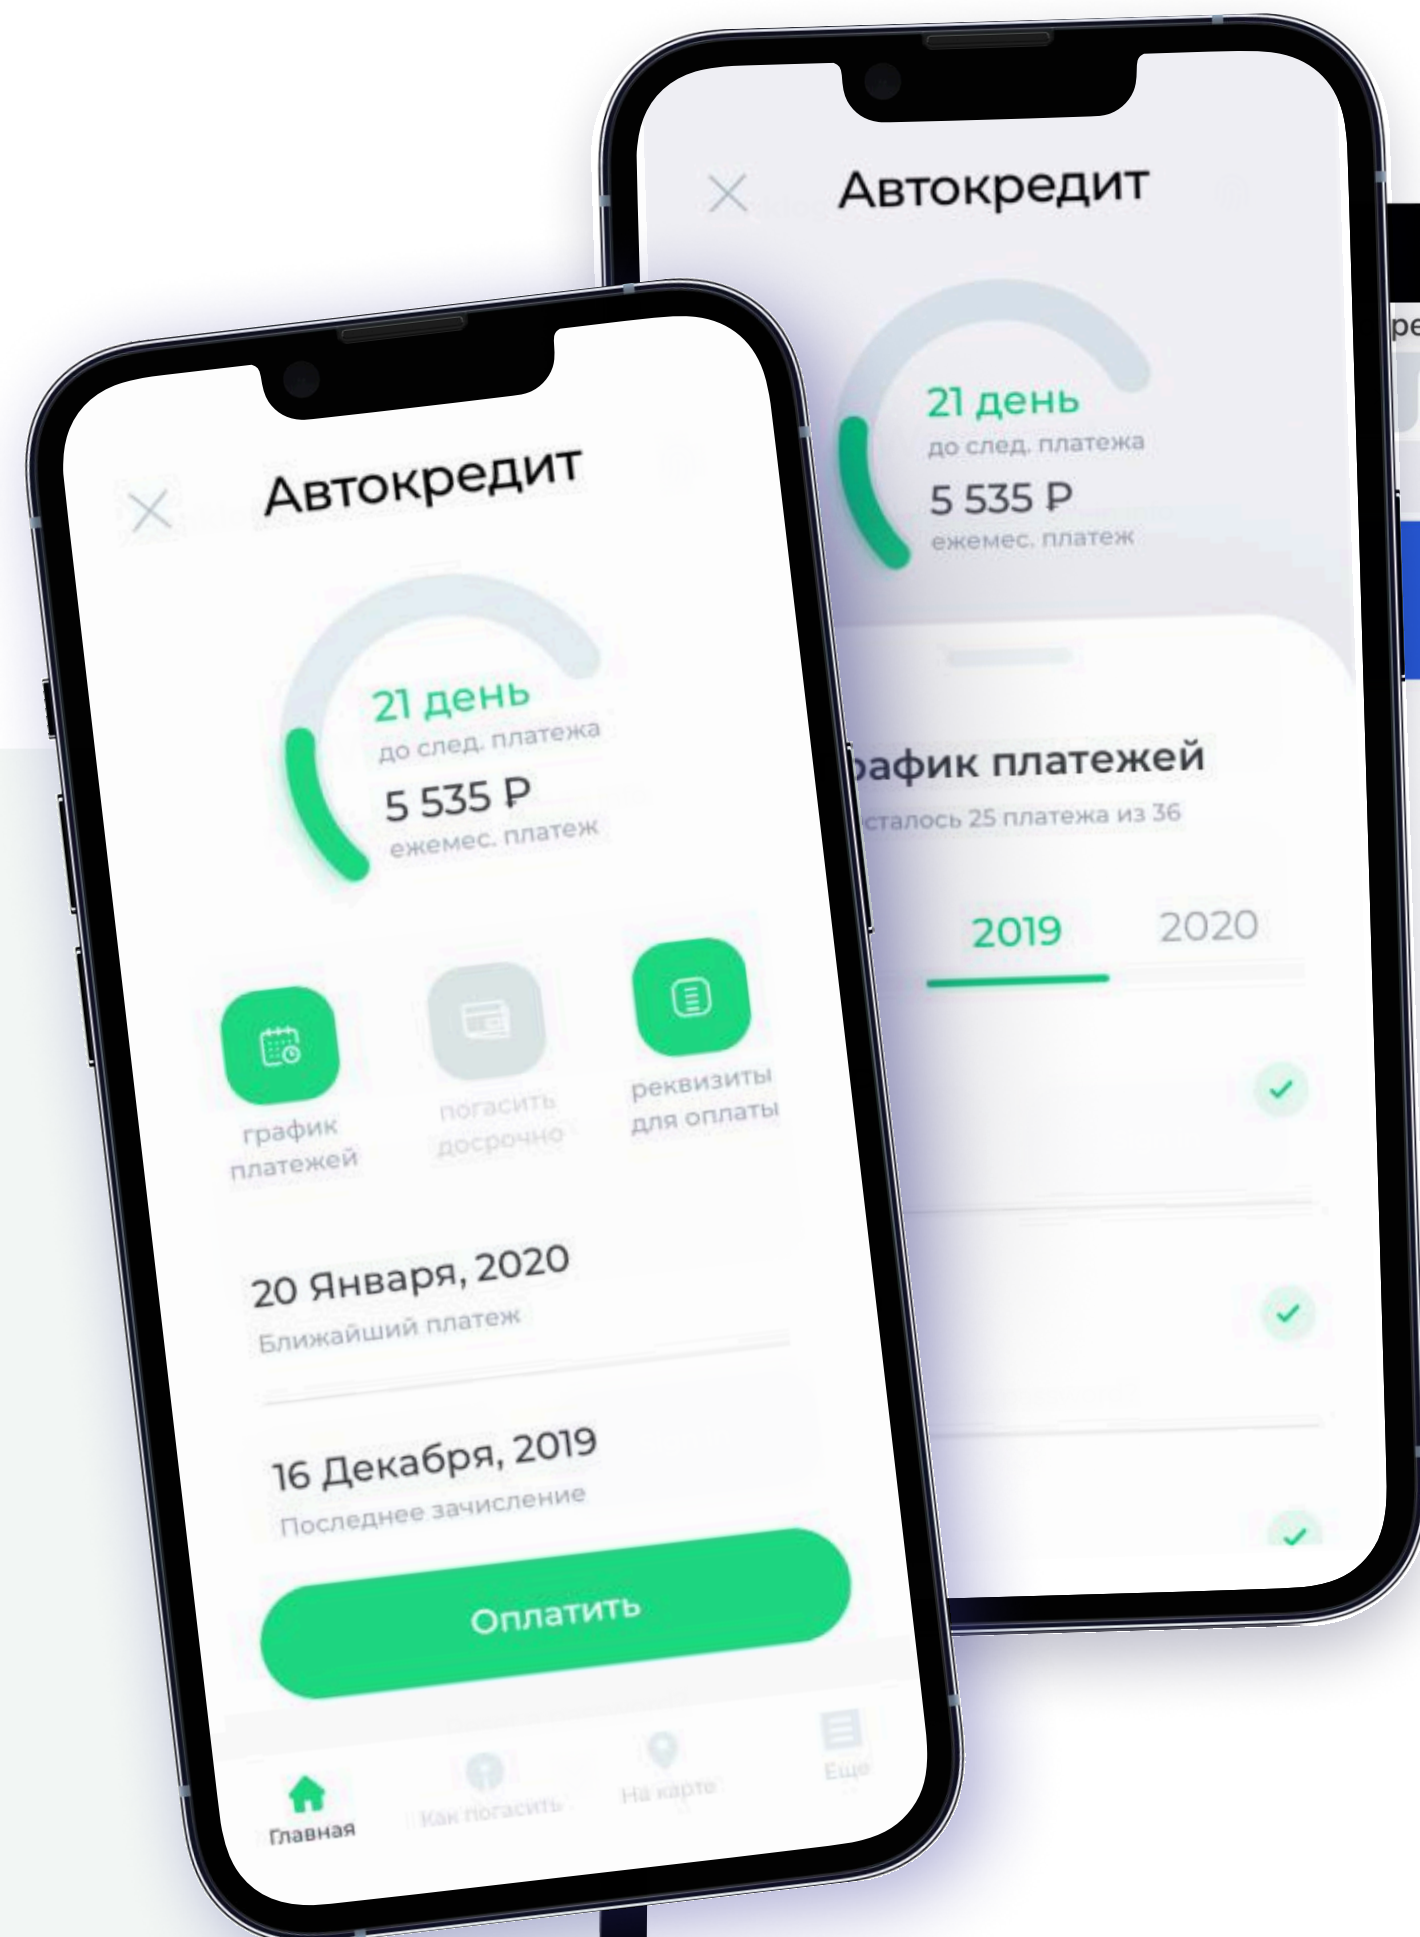 Автокредит
21 день
до след. платежа
5 535 ₽
ежемес. платеж
график платежей
погасить досрочно
реквизиты для оплаты
20 Января, 2020
Ближайший платеж
16 Декабря, 2019
Последнее зачисление
Оплатить
Главная
Как погасить
На карте
Еще
Автокредит
21 день
до след. платежа
5 535 ₽
ежемес. платеж
рафик платежей
сталось 25 платежа из 36
2019 2020
ре